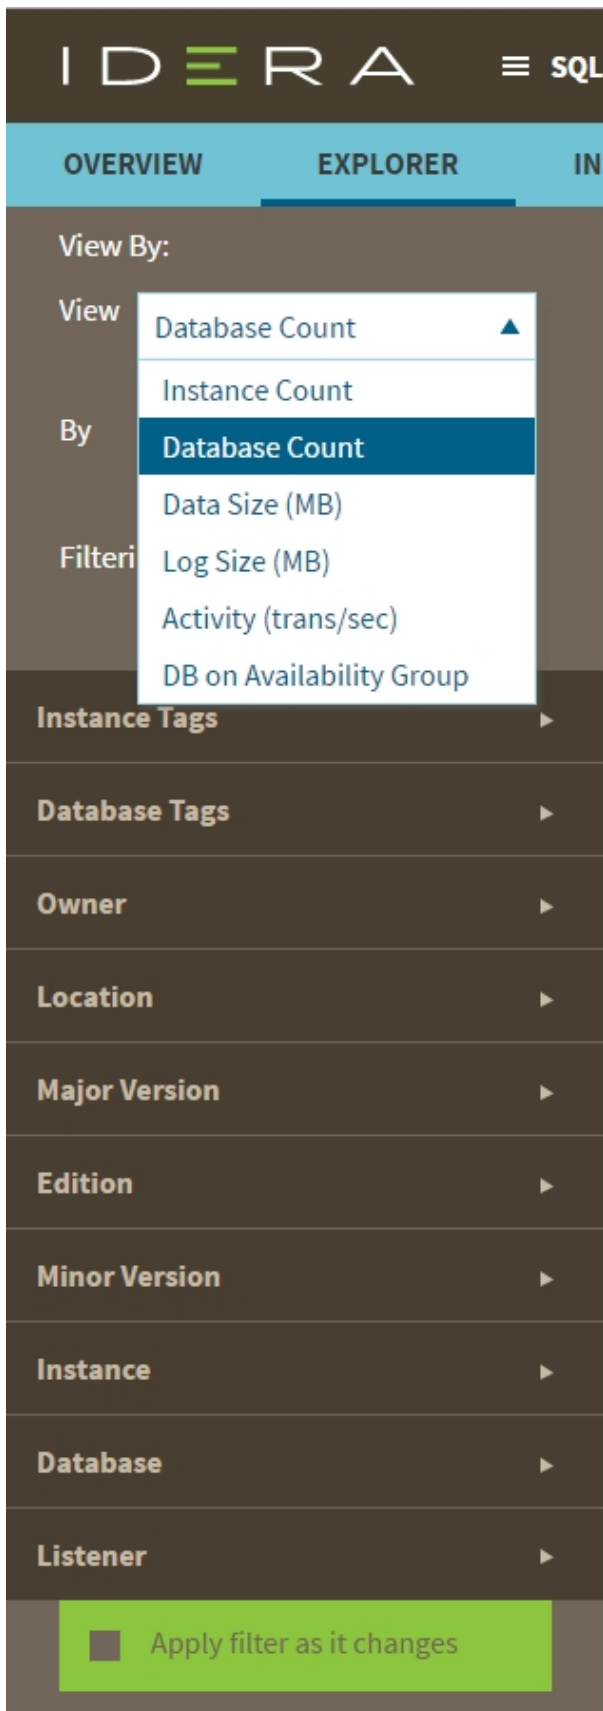 IDERA
≡ SQL
OVERVIEW EXPLORER IN
View By:
View
Database Count
Instance Count
By
Database Count
Data Size (MB)
Filteri
Log Size (MB)
Activity (trans/sec)
DB on Availability Group
Instance Tags
Database Tags
Owner
Location
Major Version
Edition
Minor Version
Instance
Database
Listener
Apply filter as it changes